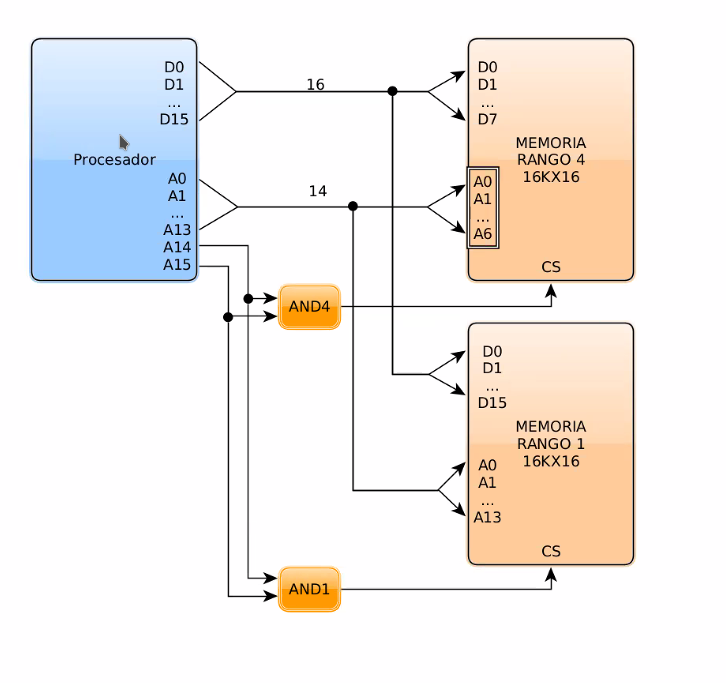 D0
D1
...
D15
Procesador
A0
A1
...
A13
A14
A15
16
14
D0
D1
...
D7
MEMORIA
RANGO 4
16KX16
A0
A1
...
A6
CS
AND4
D0
D1
...
D15
MEMORIA
RANGO 1
16KX16
A0
A1
...
A13
CS
AND1